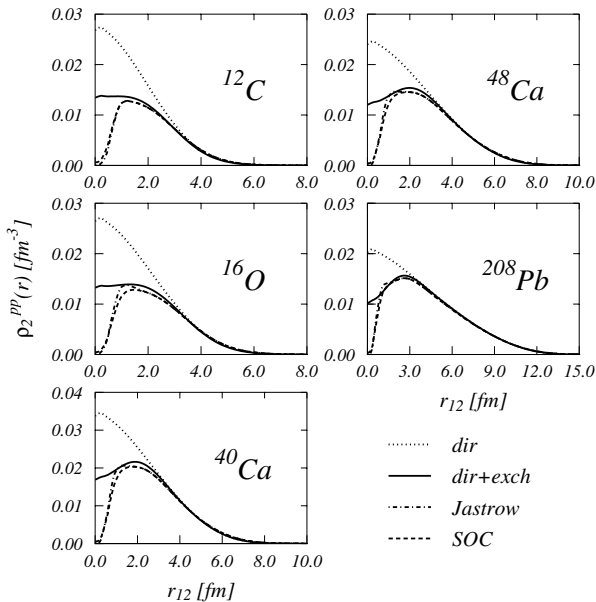 0.03
0.02
0.01
0.00
0.0 2.0 4.0 6.0 8.0
¹²C
0.03
0.02
0.01
0.00
0.0 3.0 6.0 9.0 10.0
⁴⁸Ca
0.03
0.02
0.01
0.00
0.0 2.0 4.0 6.0 8.0
¹⁶O
ρ₂ᵖᵖ(r) [fm⁻³]
0.03
0.02
0.01
0.00
0.0 3.0 6.0 9.0 12.0 15.0
²⁰⁸Pb
r₁₂ [fm]
0.04
0.03
0.02
0.01
0.00
0.0 2.0 4.0 6.0 8.0 10.0
⁴⁰Ca
r₁₂ [fm]
dir
dir+exch
Jastrow
SOC